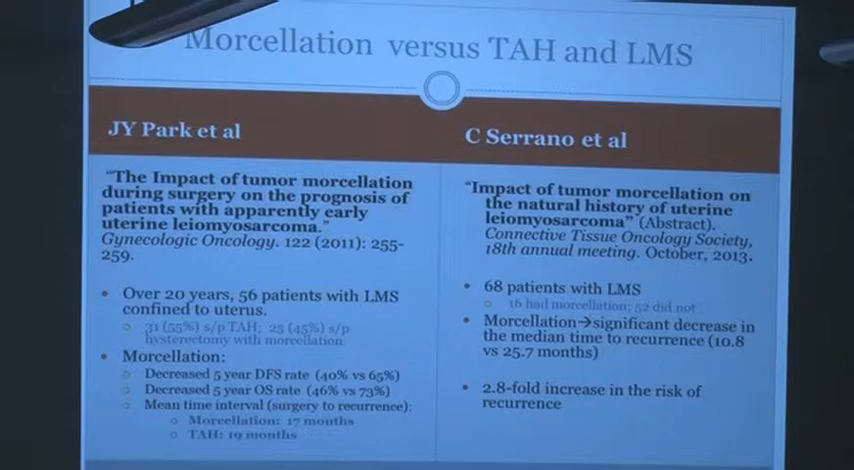 Morcellation versus TAH and LMS
JY Park et al
"The Impact of tumor morcellation
during surgery on the prognosis of
patients with apparently early
uterine leiomyosarcoma."
Gynecologic Oncology. 122 (2011): 255-
259.
• Over 20 years, 56 patients with LMS
confined to uterus.
○ 31 (55%) s/p TAH; 25 (45%) s/p
hysterectomy with morcellation
• Morcellation:
○ Decreased 5 year DFS rate (40% vs 65%)
○ Decreased 5 year OS rate (46% vs 73%)
○ Mean time interval (surgery to recurrence):
○ Morcellation: 17 months
○ TAH: 19 months
C Serrano et al
"Impact of tumor morcellation on
the natural history of uterine
leiomyosarcoma" (Abstract).
Connective Tissue Oncology Society,
18th annual meeting. October, 2013.
• 68 patients with LMS
○ 16 had morcellation; 52 did not
• Morcellation→significant decrease in
the median time to recurrence (10.8
vs 25.7 months)
• 2.8-fold increase in the risk of
recurrence